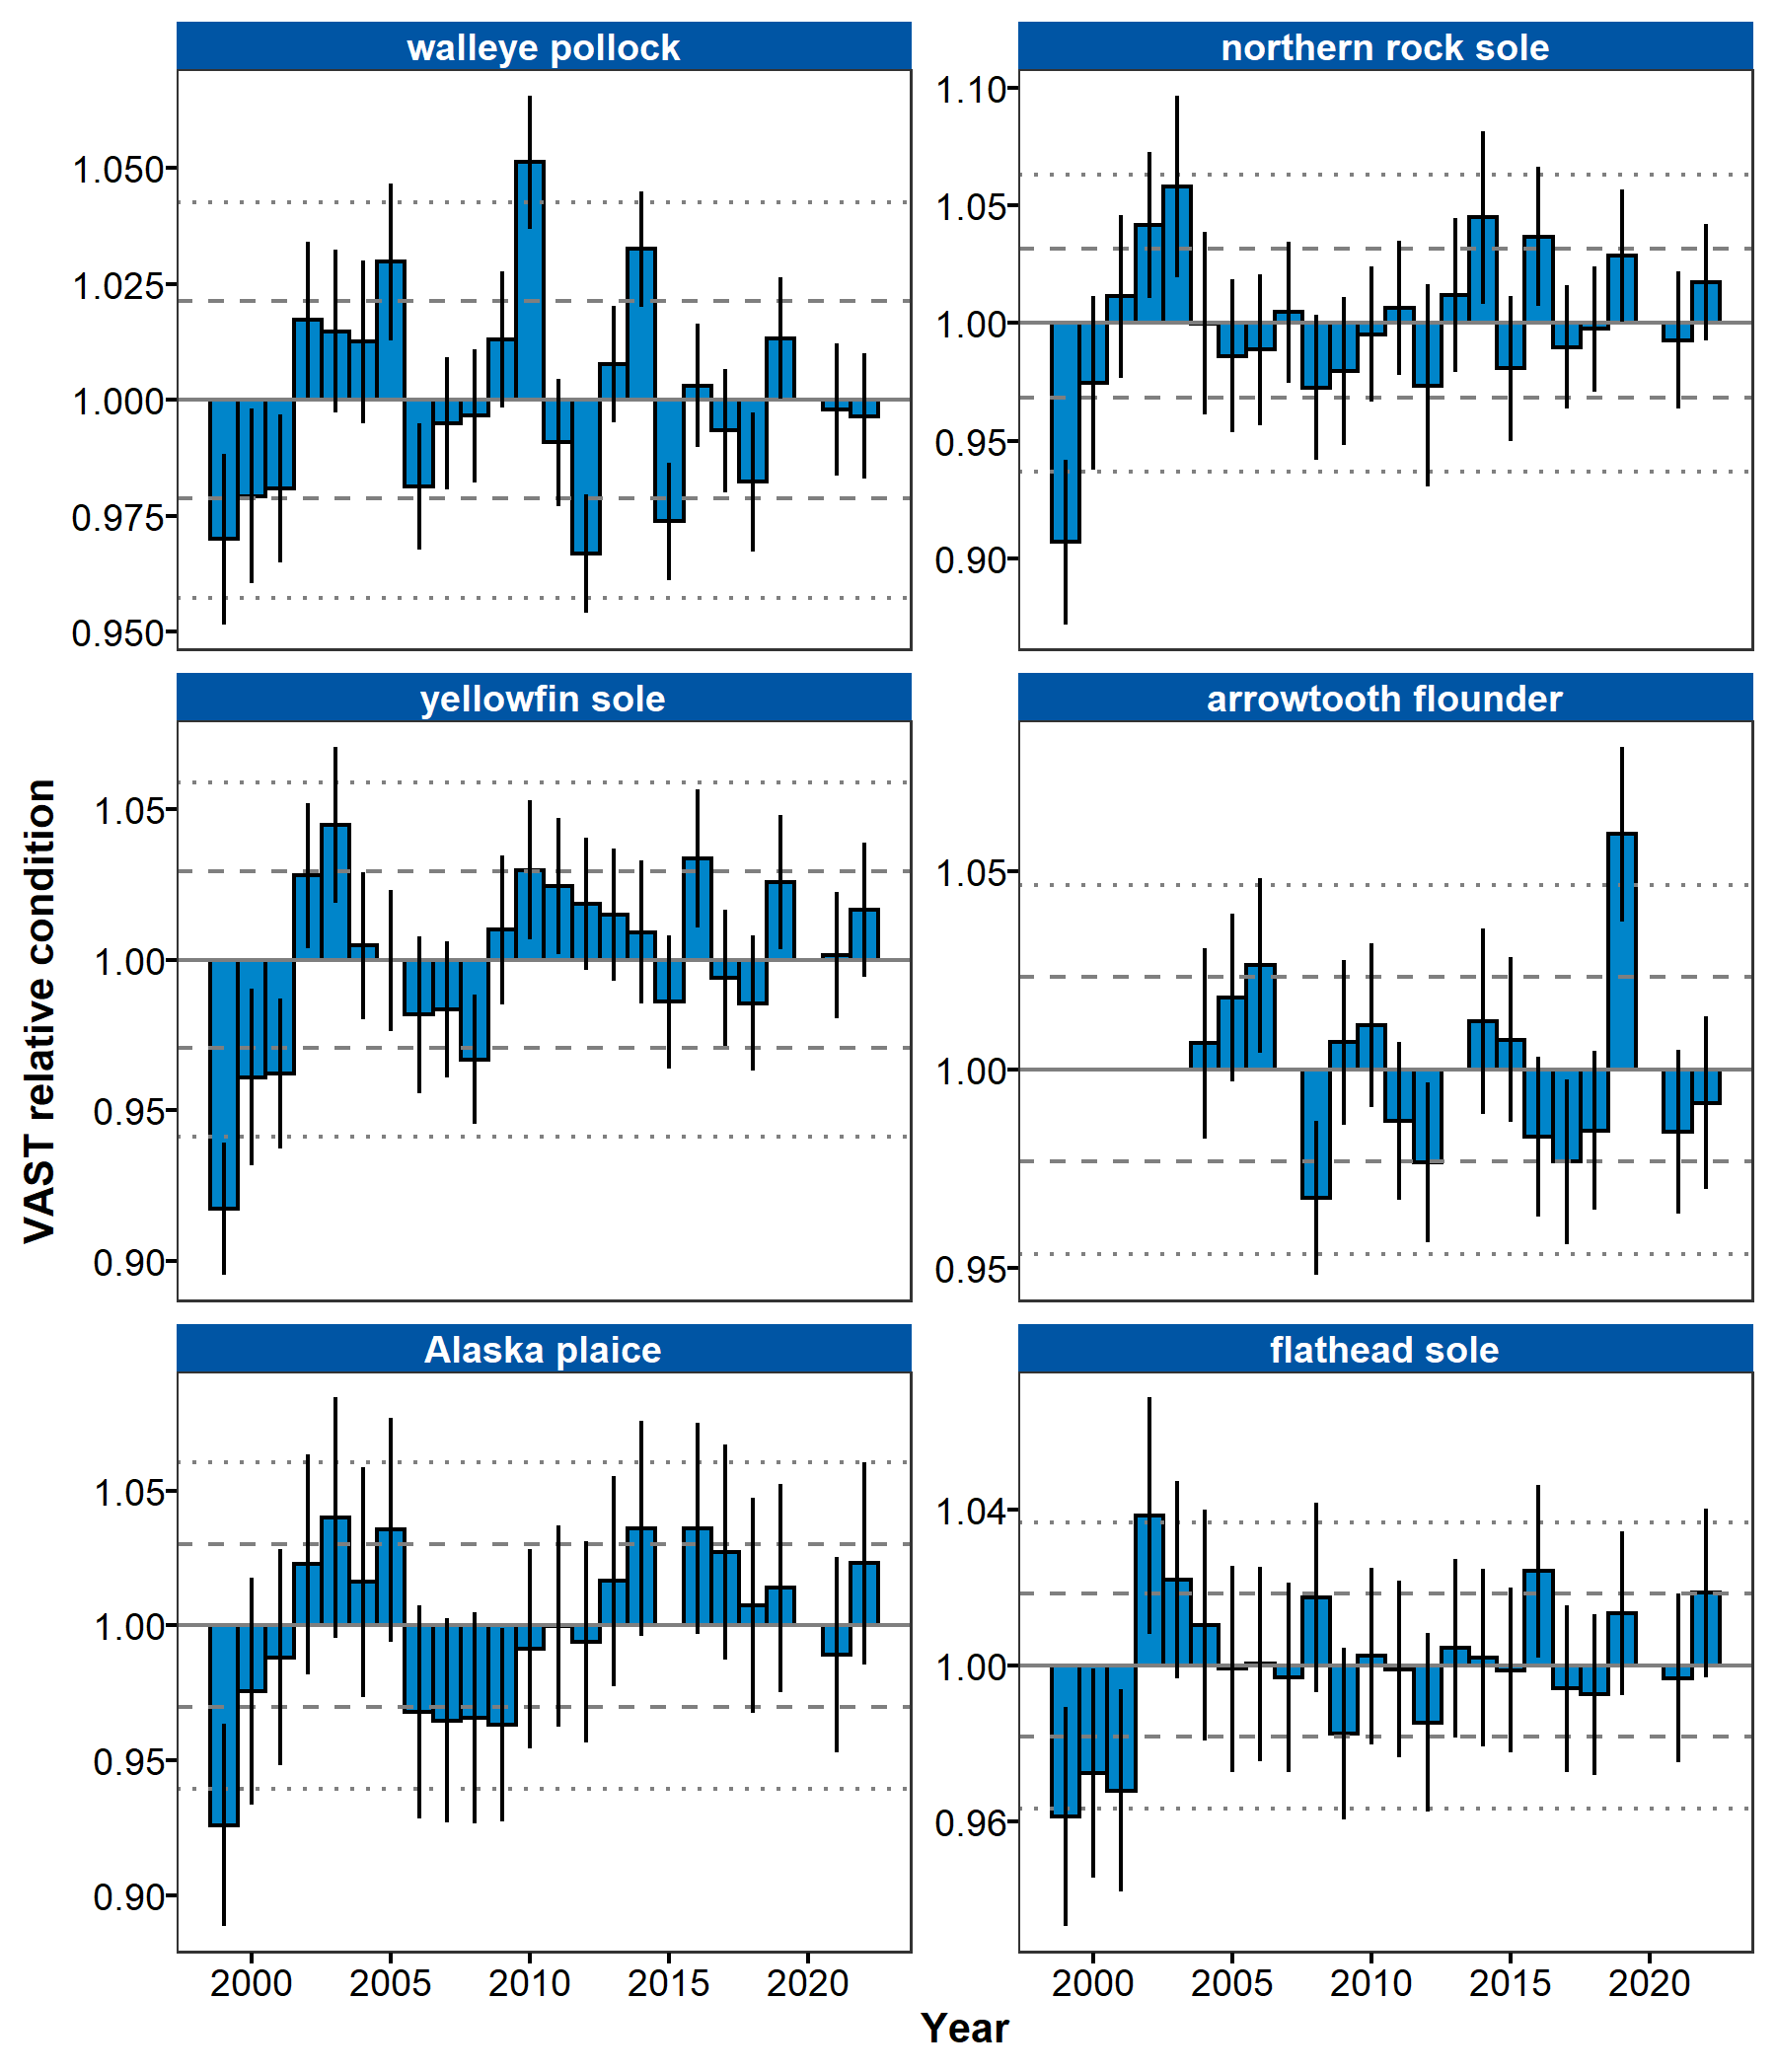 walleye pollock
northern rock sole
1.050
1.025
1.000
0.975
0.950
1.10
1.05
1.00
0.95
0.90
yellowfin sole
arrowtooth flounder
VAST relative condition
1.05
1.00
0.95
0.90
1.05
1.00
0.95
Alaska plaice
flathead sole
1.05
1.00
0.95
0.90
1.04
1.00
0.96
2000 2005 2010 2015 2020
2000 2005 2010 2015 2020
Year